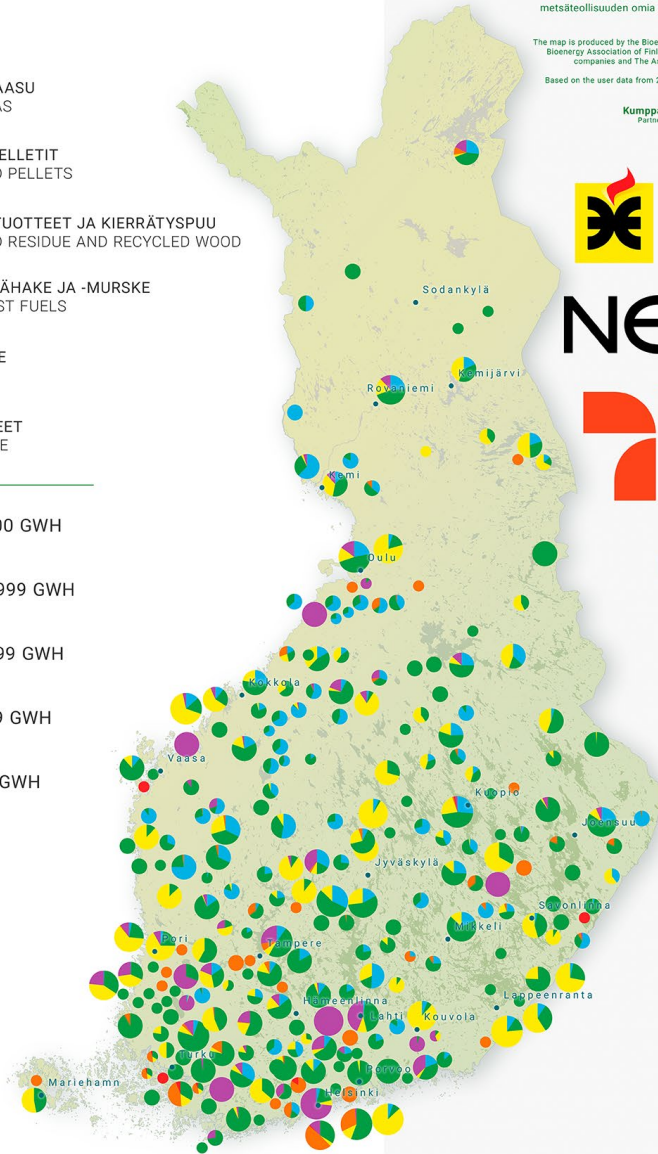 metsäteollisuuden omia
The map is produced by the Bioe
Bioenergy Association of Finl
companies and The A
Based on the user data from
Kumppa
Partne
AASU
AS
ELLETIT
D PELLETS
TUOTTEET JA KIERRÄTYSPUU
D RESIDUE AND RECYCLED WOOD
ÄHAKE JA -MURSKE
ST FUELS
E
EET
E
00 GWH
999 GWH
99 GWH
9 GWH
GWH
NE
Sodankylä
Kemijärvi
Rovaniemi
Kemi
Oulu
Kokkola
Vaasa
Kuopio
Joensuu
Jyväskylä
Savonlinna
Mikkeli
Pori
Tampere
Lappeenranta
Hämeenlinna
Lahti
Kouvola
Turku
Porvoo
Mariehamn
Helsinki